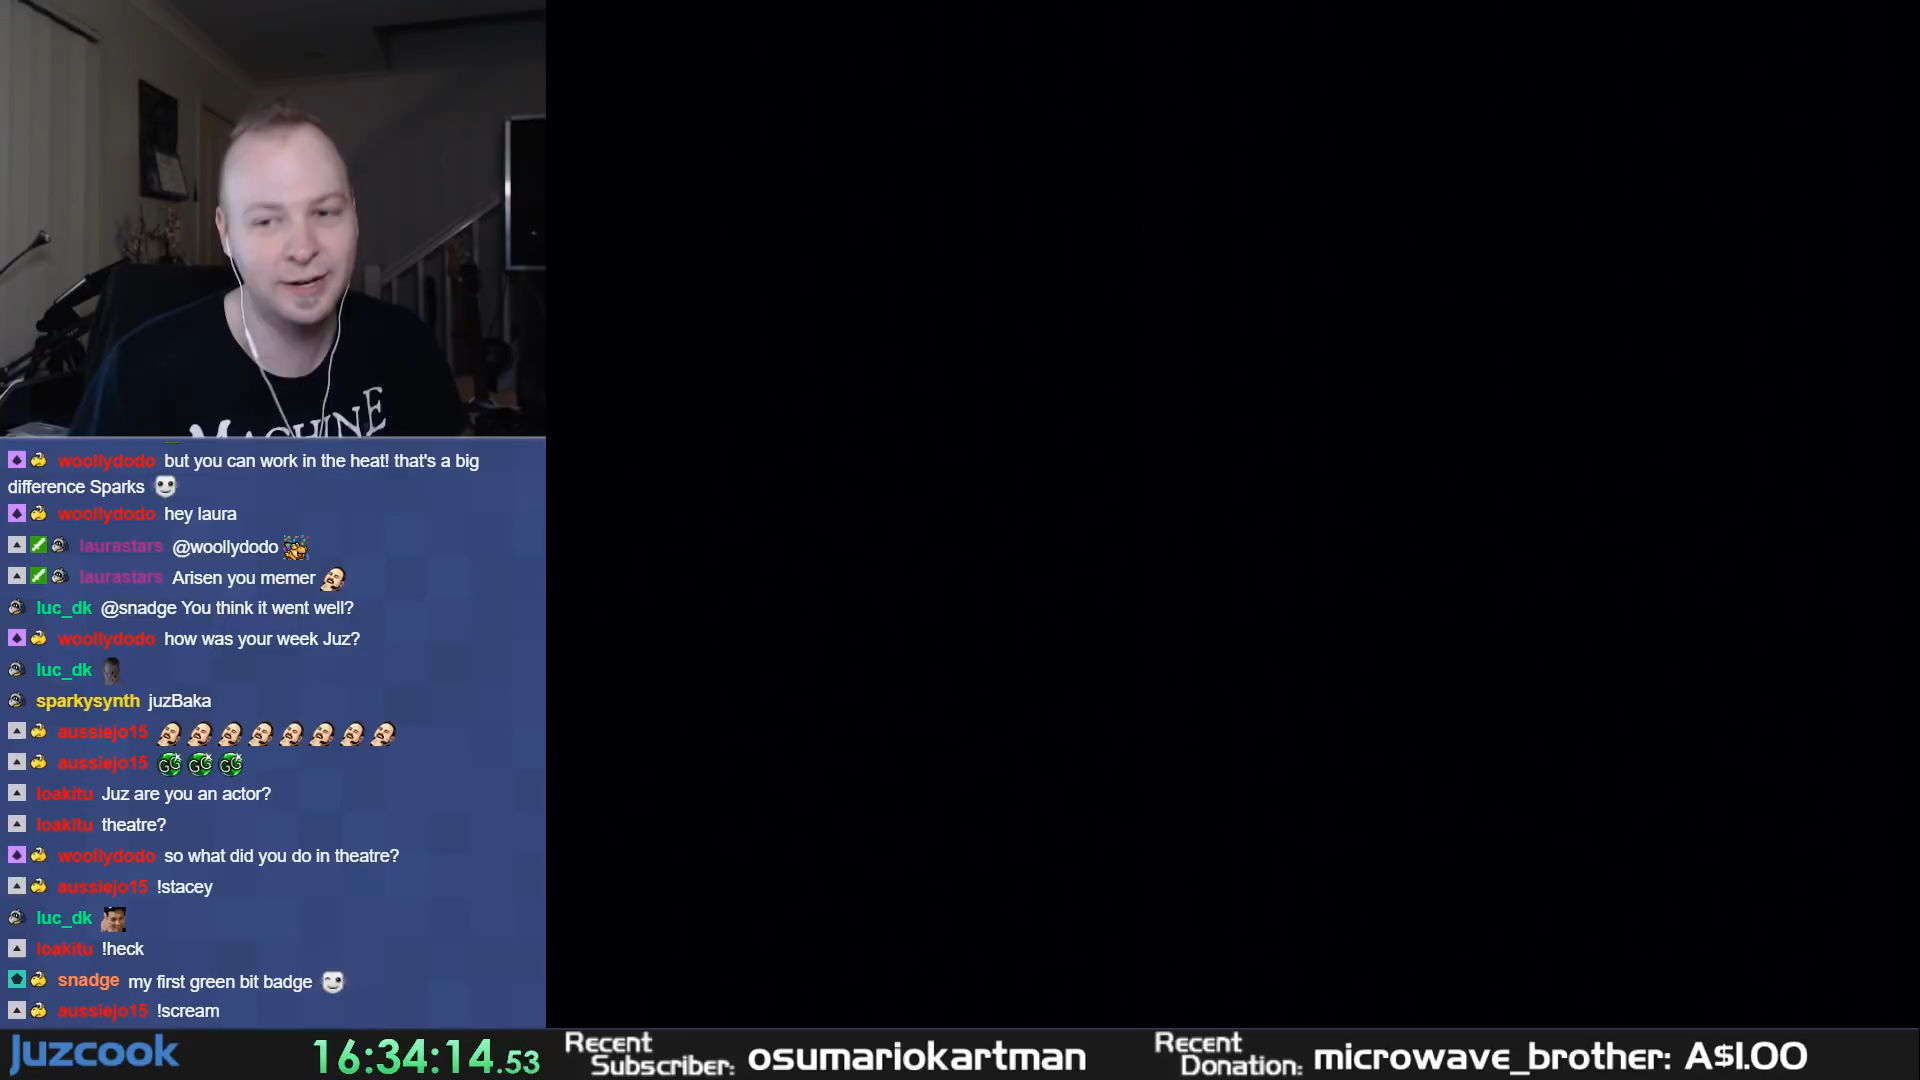 MACHINE
woollydodo but you can work in the heat! that's a big
difference Sparks
woollydodo hey laura
laurastars @woollydodo
laurastars Arisen you memer
luc_dk @snadge You think it went well?
woollydodo how was your week Juz?
luc_dk
sparkysynth juzBaka
aussiejo15
aussiejo15 GG GG GG
loakitu Juz are you an actor?
loakitu theatre?
woollydodo so what did you do in theatre?
aussiejo15 !stacey
luc_dk
loakitu !heck
snadge my first green bit badge
aussiejo15 !scream
Juzcook
16:34:14.53
Recent
Subscriber: osumariokartman
Recent
Donation: microwave_brother: A$1.00